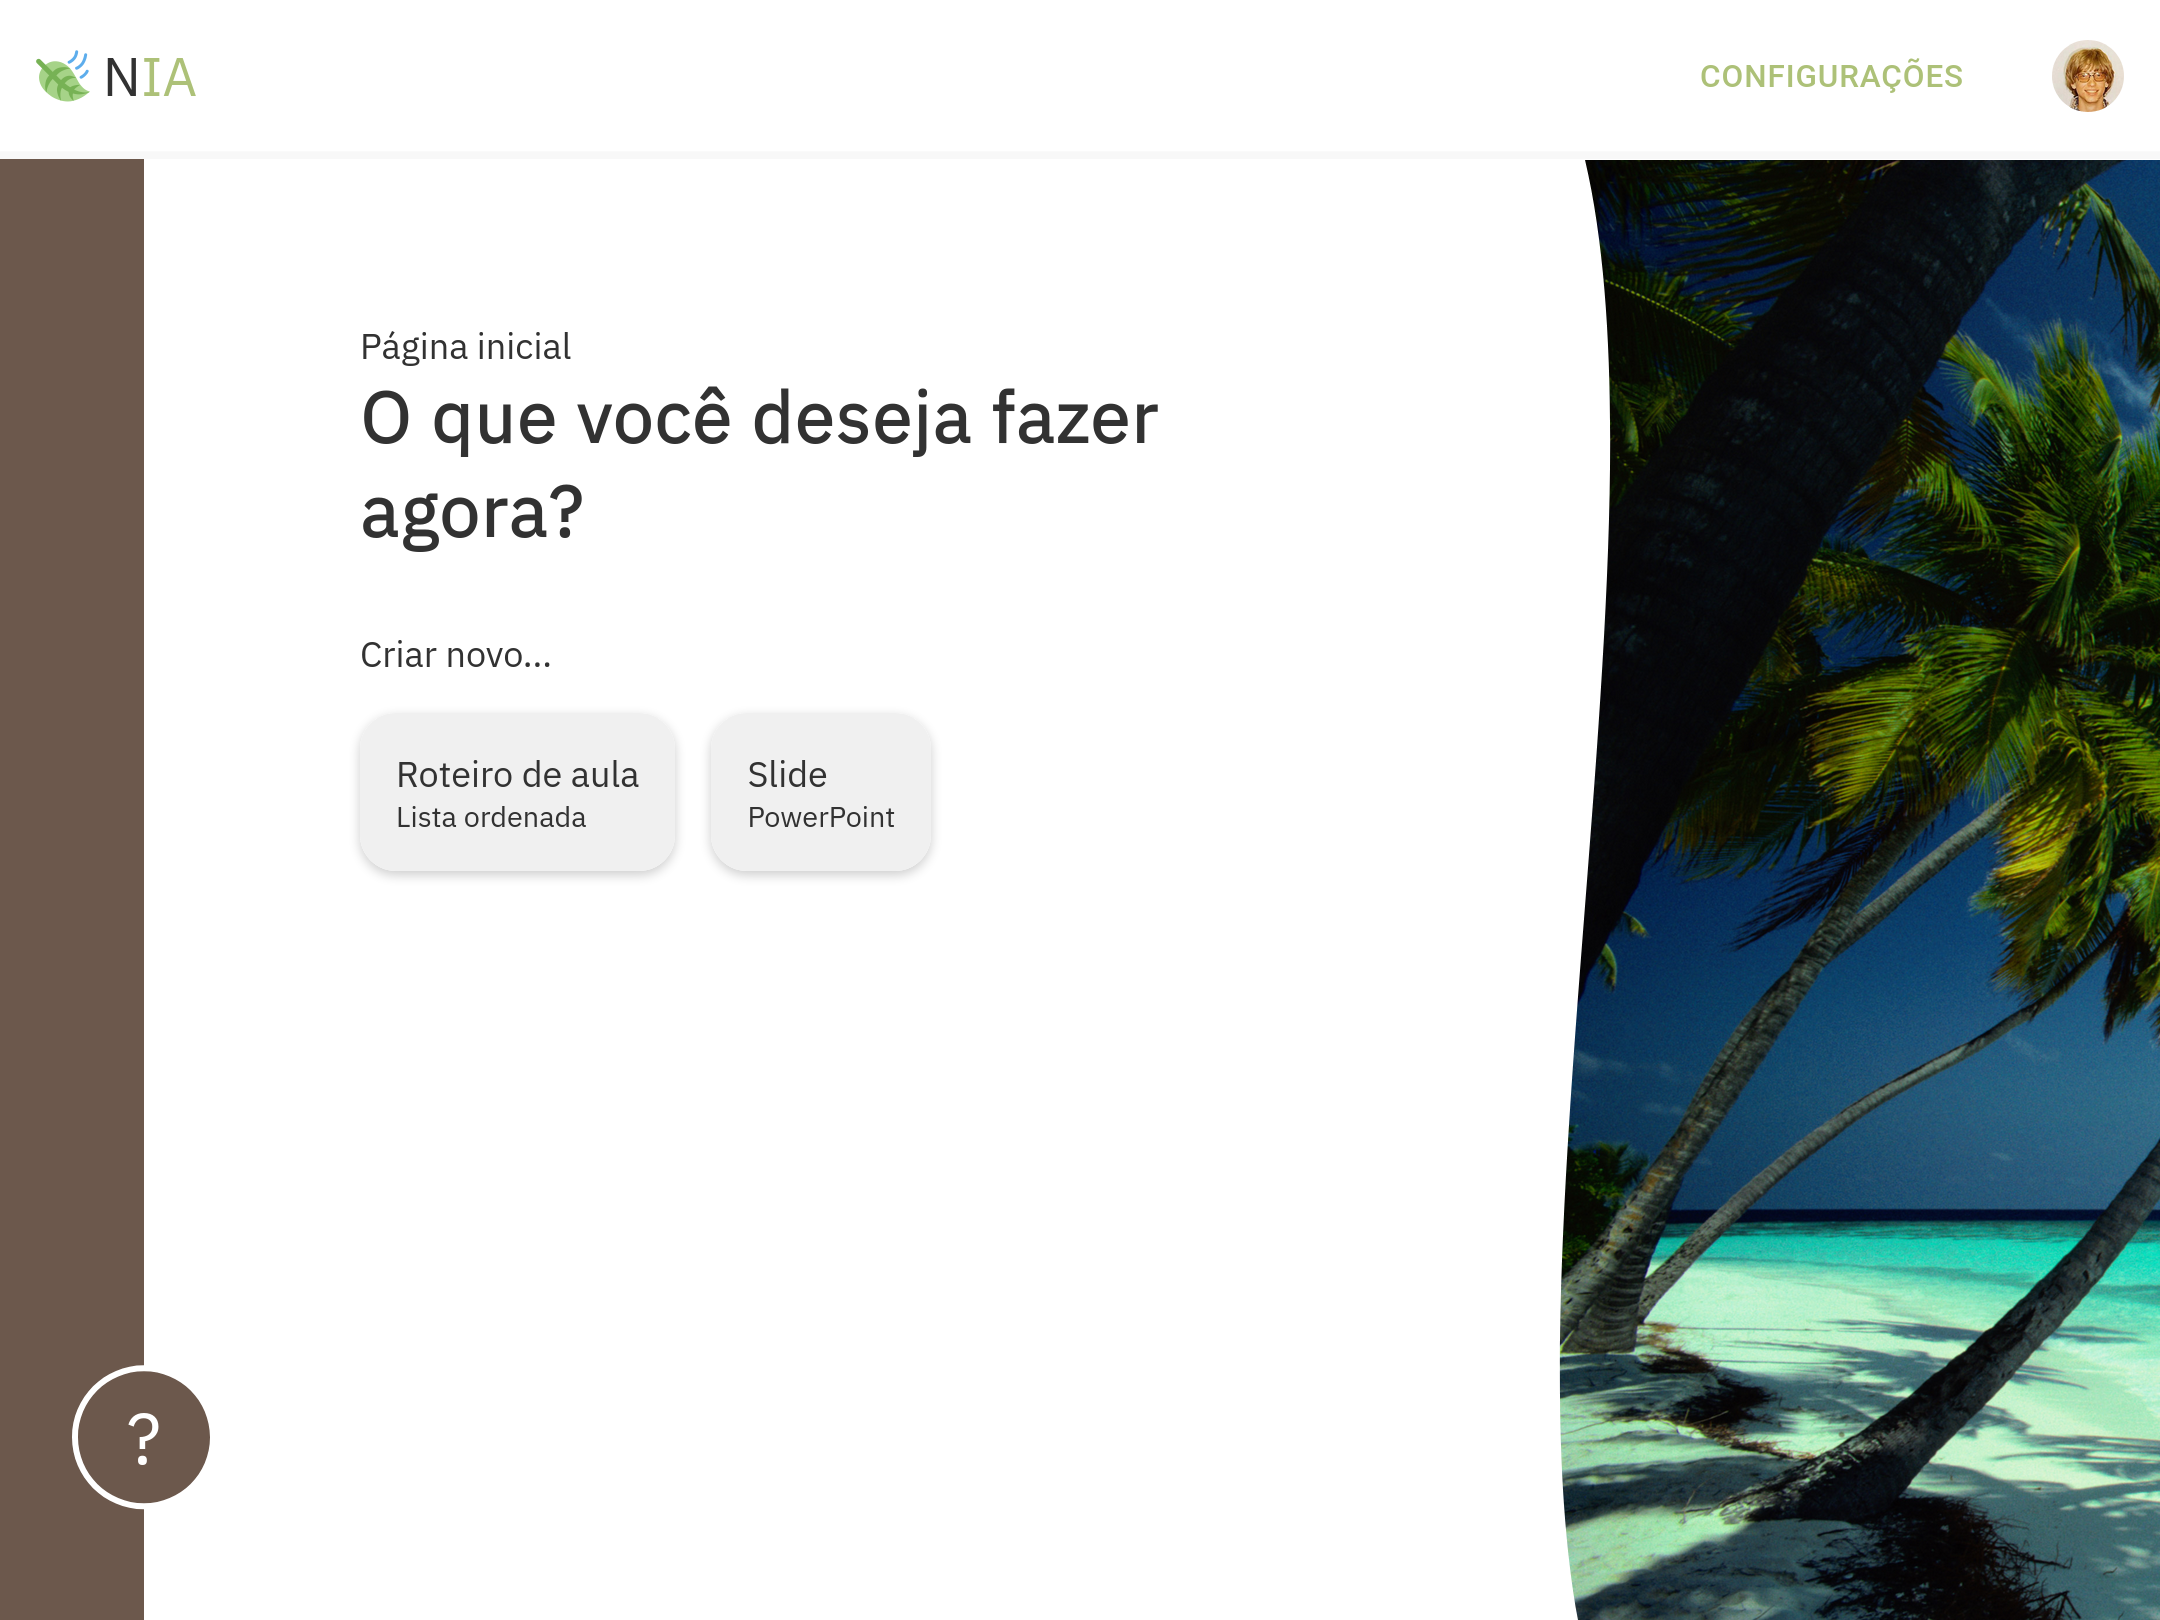 NIA
CONFIGURAÇÕES
Página inicial
O que você deseja fazer
agora?
Criar novo...
Roteiro de aula
Lista ordenada
Slide
PowerPoint
?